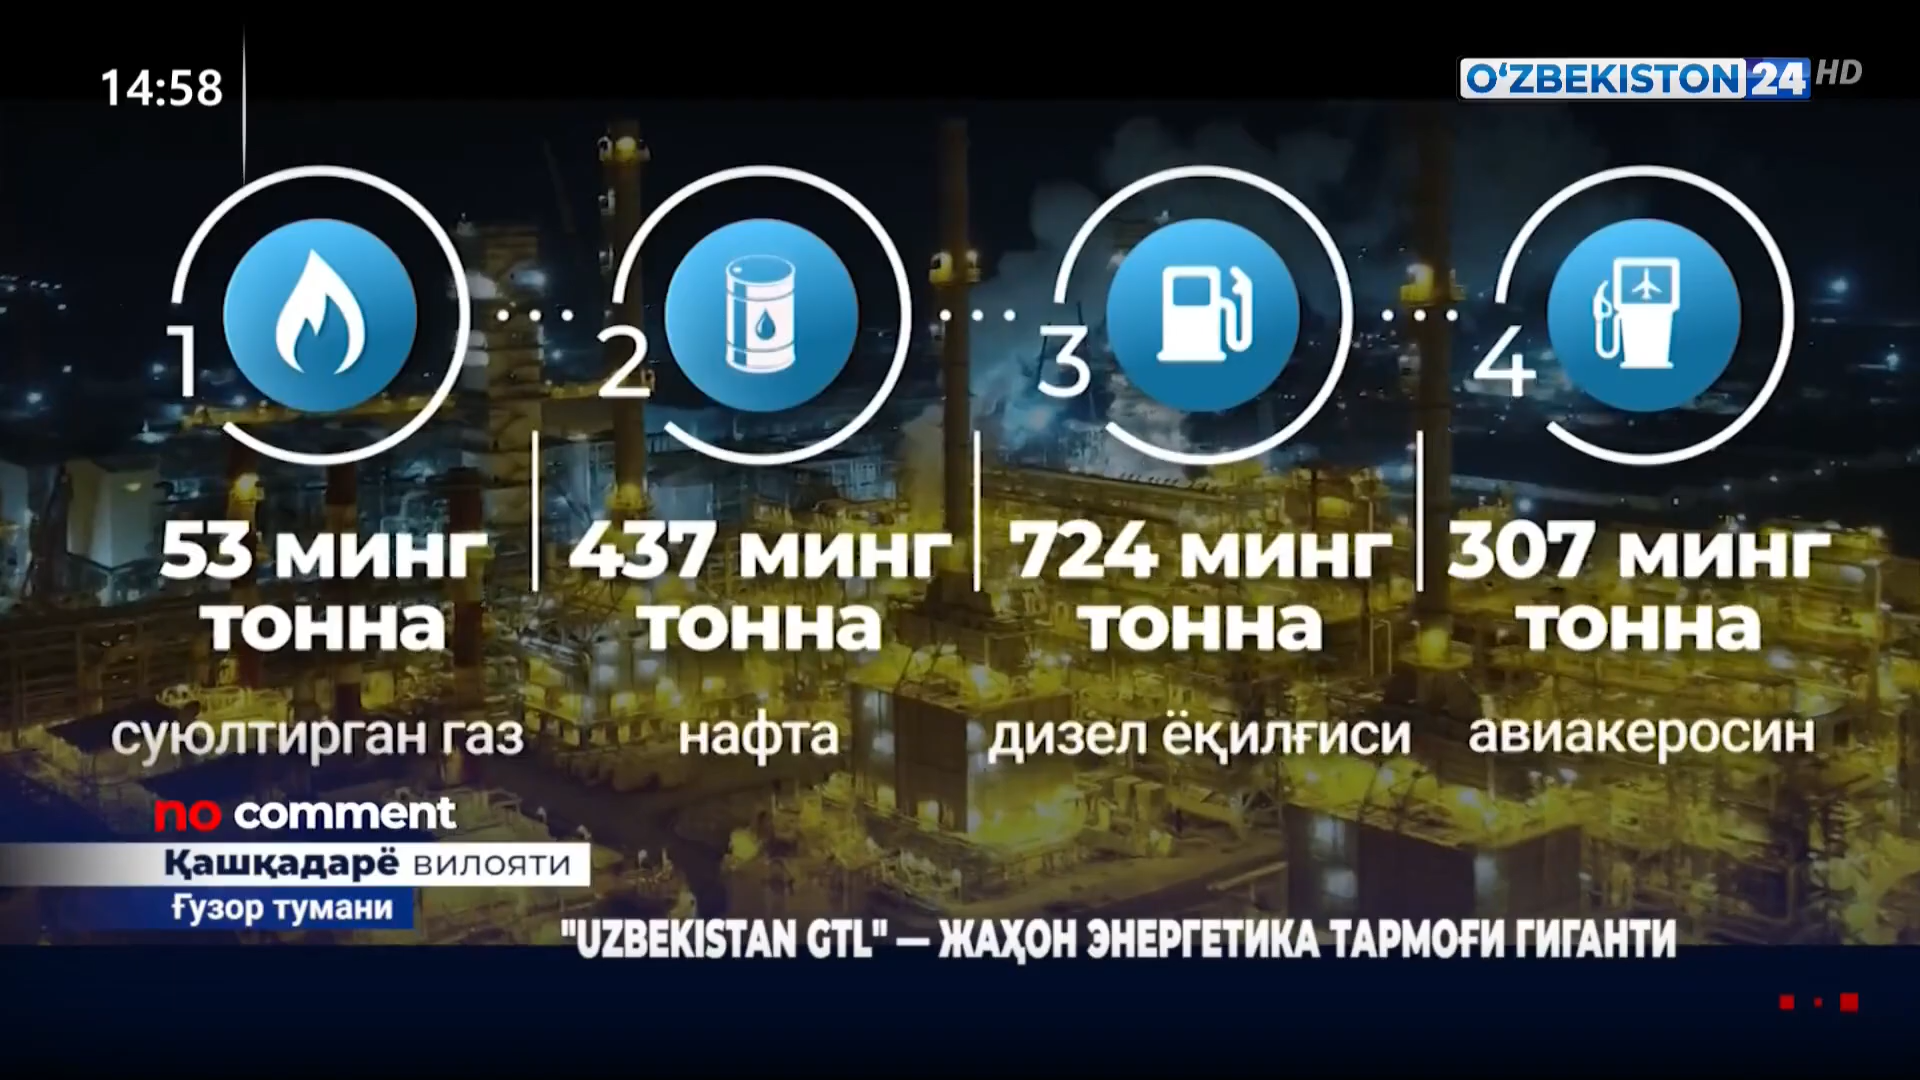 14:58
O‘ZBEKISTON 24 HD
1
2
3
4
53 минг
тонна
437 минг
тонна
724 минг
тонна
307 минг
тонна
суюлтирган газ
нафта
дизел ёқилғиси
авиакеросин
no comment
Қашқадарё вилояти
Ғузор тумани
"UZBEKISTAN GTL" — ЖАҲОН ЭНЕРГЕТИКА ТАРМОҒИ ГИГАНТИ